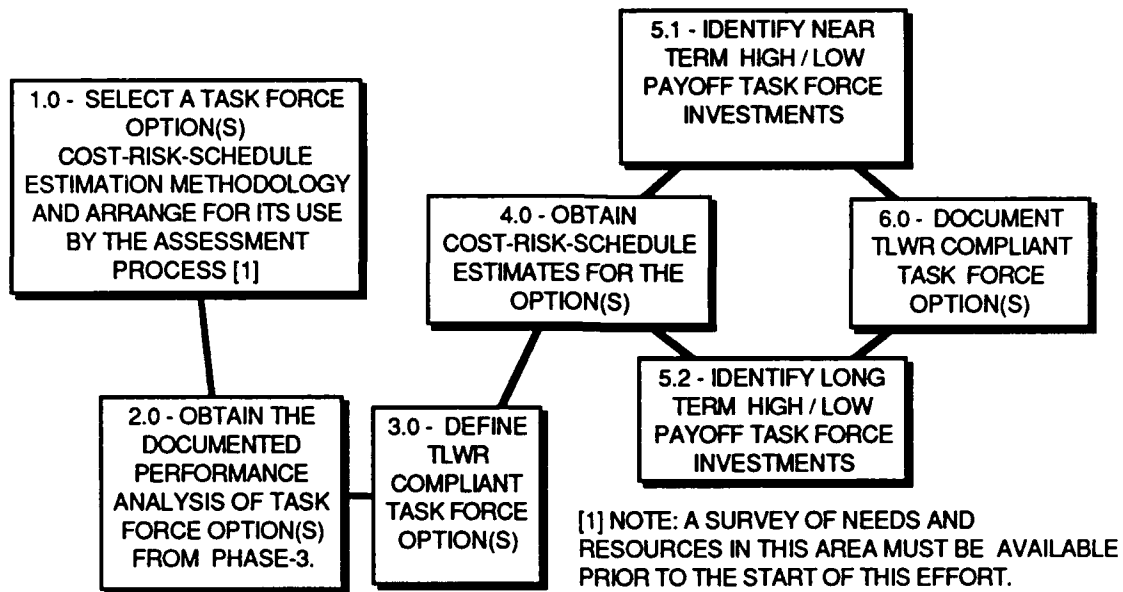 1.0 - SELECT A TASK FORCE
OPTION(S)
COST-RISK-SCHEDULE
ESTIMATION METHODOLOGY
AND ARRANGE FOR ITS USE
BY THE ASSESSMENT
PROCESS [1]
2.0 - OBTAIN THE
DOCUMENTED
PERFORMANCE
ANALYSIS OF TASK
FORCE OPTION(S)
FROM PHASE-3.
3.0 - DEFINE
TLWR
COMPLIANT
TASK FORCE
OPTION(S)
4.0 - OBTAIN
COST-RISK-SCHEDULE
ESTIMATES FOR THE
OPTION(S)
5.1 - IDENTIFY NEAR
TERM HIGH / LOW
PAYOFF TASK FORCE
INVESTMENTS
5.2 - IDENTIFY LONG
TERM HIGH / LOW
PAYOFF TASK FORCE
INVESTMENTS
6.0 - DOCUMENT
TLWR COMPLIANT
TASK FORCE
OPTION(S)
[1] NOTE: A SURVEY OF NEEDS AND
RESOURCES IN THIS AREA MUST BE AVAILABLE
PRIOR TO THE START OF THIS EFFORT.